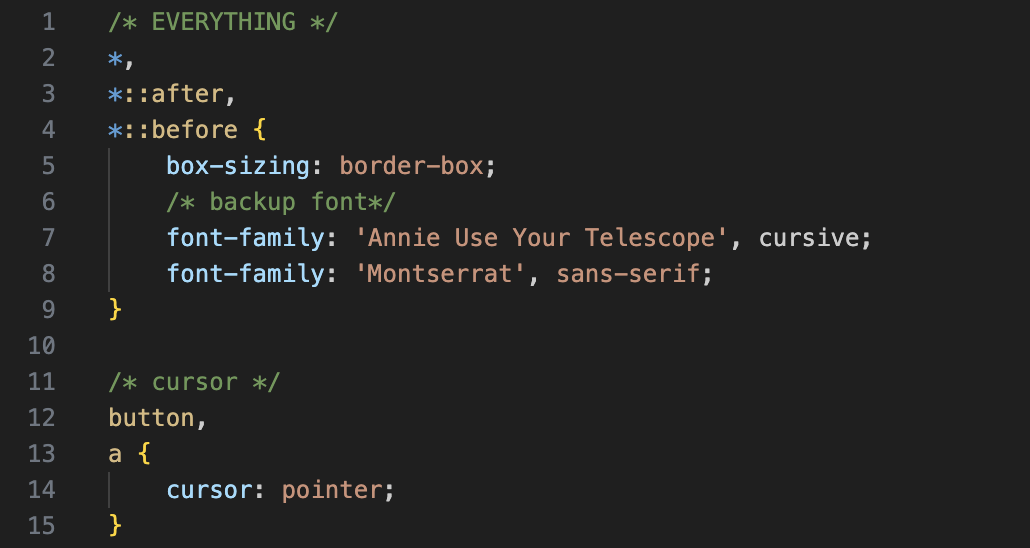 1 /* EVERYTHING */
2 *,
3 *::after,
4 *::before {
5     box-sizing: border-box;
6     /* backup font*/
7     font-family: 'Annie Use Your Telescope', cursive;
8     font-family: 'Montserrat', sans-serif;
9 }
10
11 /* cursor */
12 button,
13 a {
14     cursor: pointer;
15 }